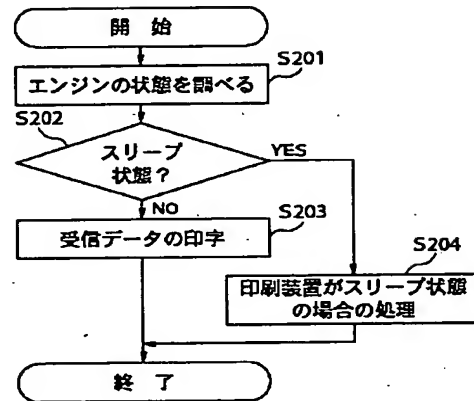 開 始
S201
エンジンの状態を調べる
S202
スリープ
状態?
YES
NO
S203
受信データの印字
S204
印刷装置がスリープ状態
の場合の処理
終 了